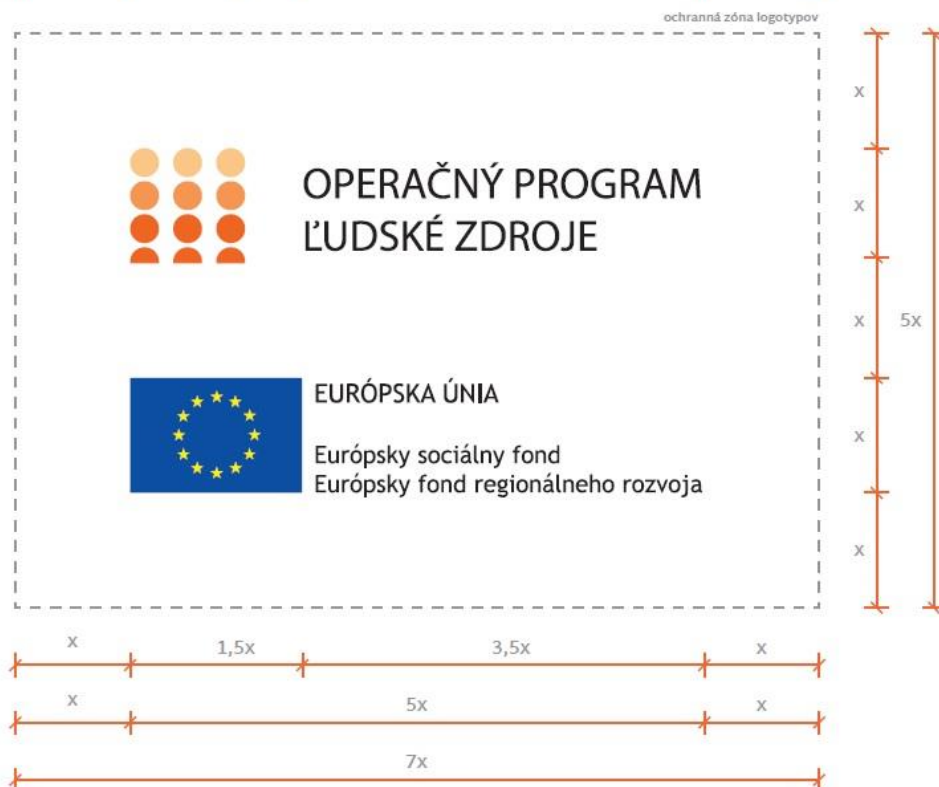 ochranná zóna logotypov
OPERAČNÝ PROGRAM
ĽUDSKÉ ZDROJE
EURÓPSKA ÚNIA
Európsky sociálny fond
Európsky fond regionálneho rozvoja
x
x
x
5x
x
x
x
1,5x
3,5x
x
x
5x
x
7x